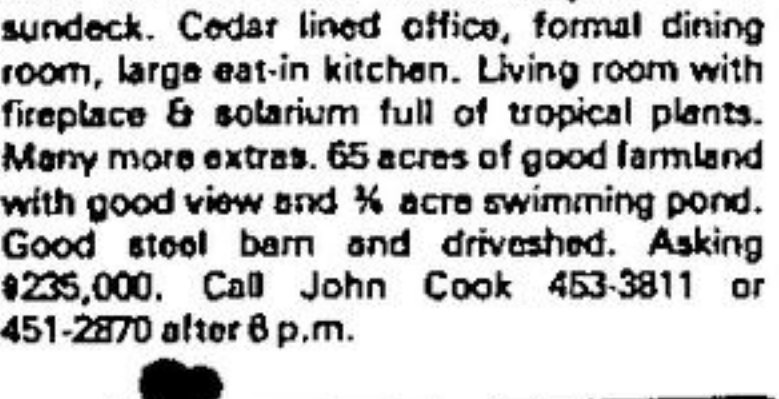 sundeck. Cedar lined office, formal dining
room, large eat-in kitchen. Living room with
fireplace & solarium full of tropical plants.
Many more extras. 65 acres of good farmland
with good view and ¾ acre swimming pond.
Good steel barn and driveshed. Asking
$235,000. Call John Cook 453-3811 or
451-2870 after 6 p.m.